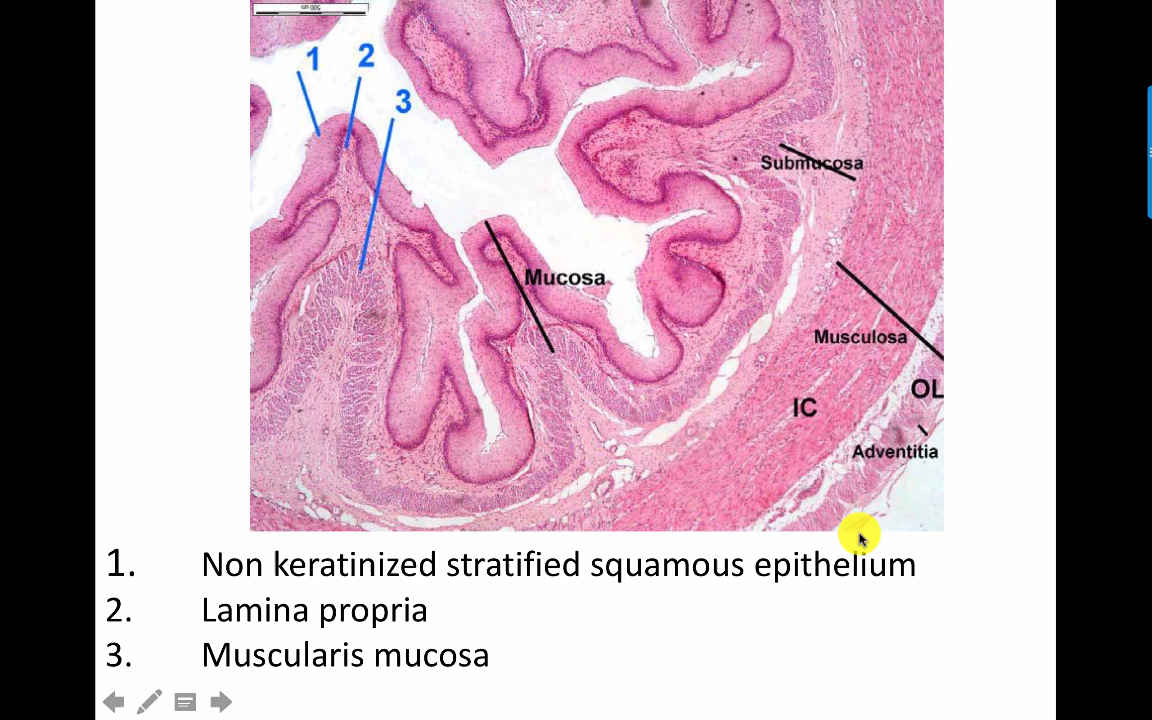 1
2
3
Submucosa
Mucosa
Musculosa
OL
IC
Adventitia
1. Non keratinized stratified squamous epithelium
2. Lamina propria
3. Muscularis mucosa